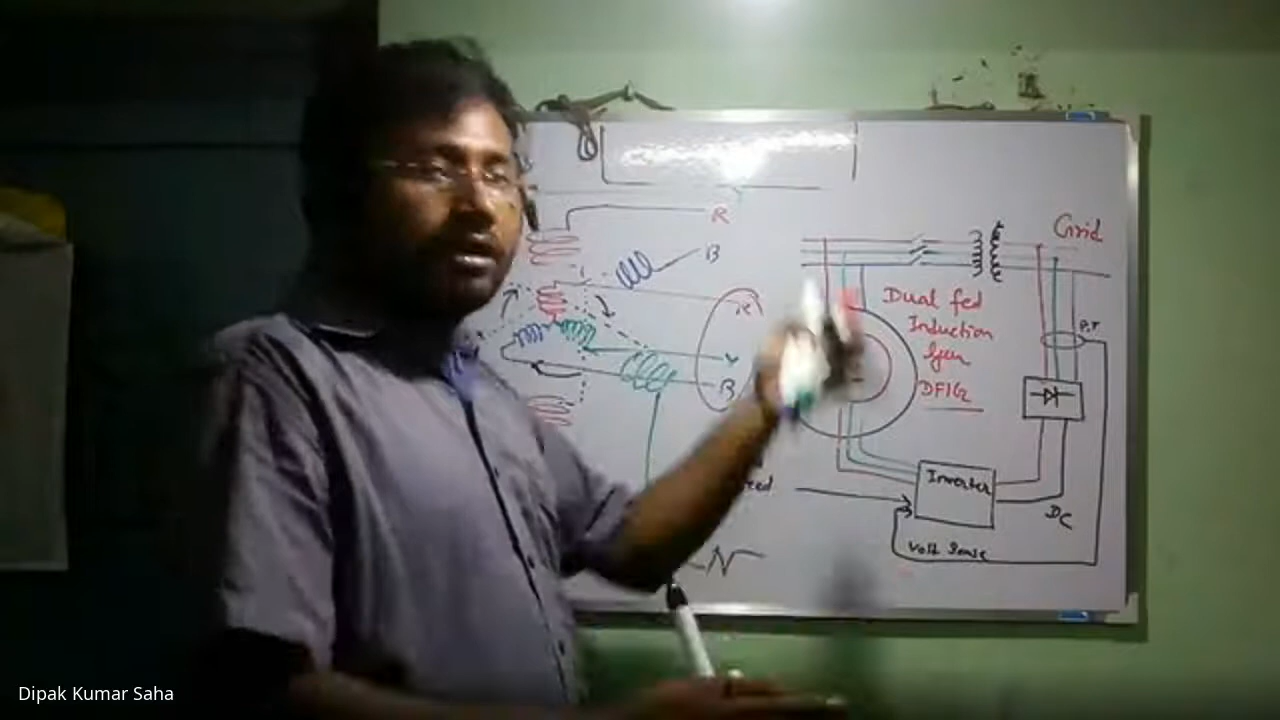 R
B
R
Y
B
Grid
Dual fed
Induction
Gen
DFIG
P.T
Inverter
DC
Volt Sense
Dipak Kumar Saha